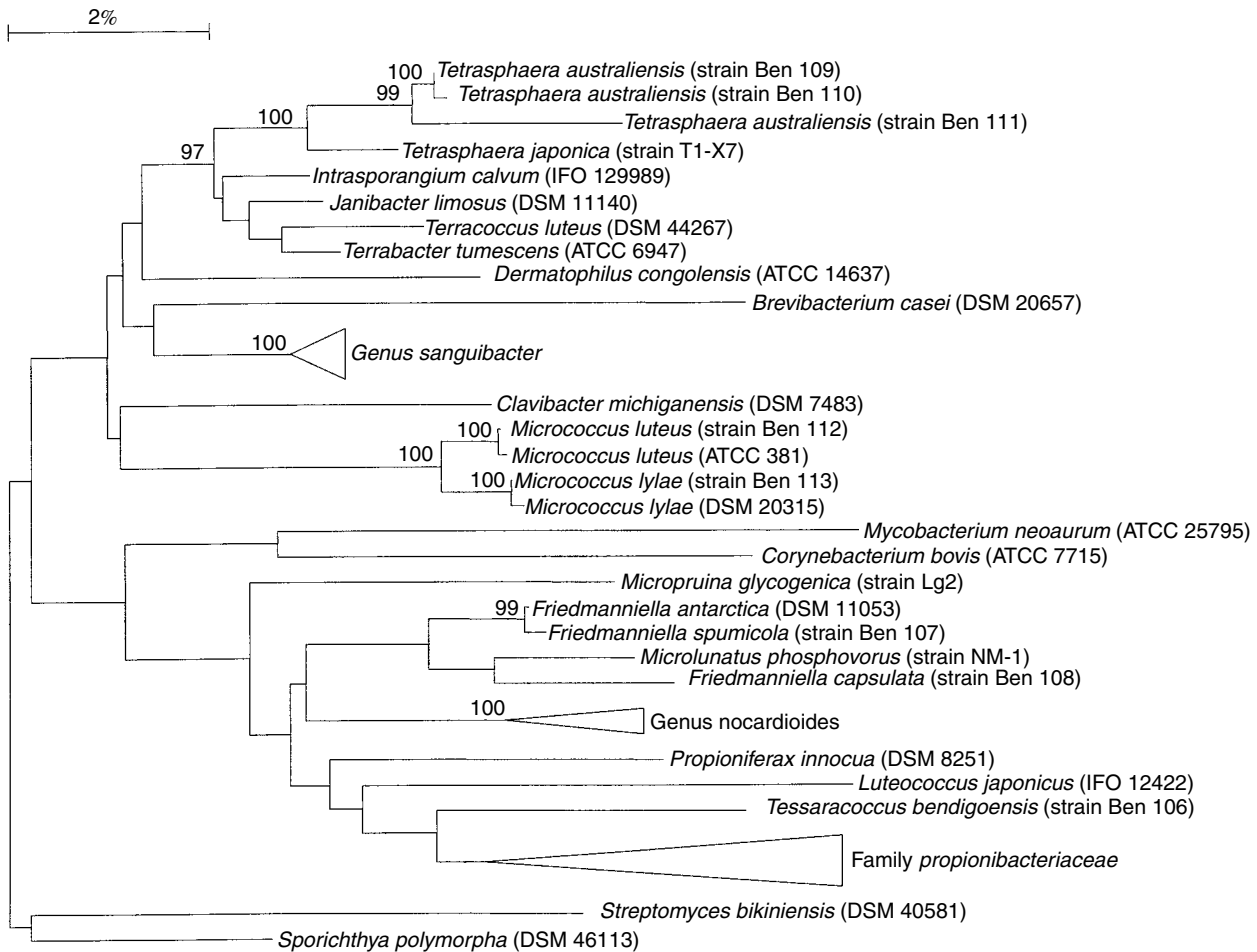 2%
100 Tetrasphaera australiensis (strain Ben 109)
99 Tetrasphaera australiensis (strain Ben 110)
100 Tetrasphaera australiensis (strain Ben 111)
97 Tetrasphaera japonica (strain T1-X7)
Intrasporangium calvum (IFO 129989)
Janibacter limosus (DSM 11140)
Terracoccus luteus (DSM 44267)
Terrabacter tumescens (ATCC 6947)
Dermatophilus congolensis (ATCC 14637)
Brevibacterium casei (DSM 20657)
100 Genus sanguibacter
Clavibacter michiganensis (DSM 7483)
100 Micrococcus luteus (strain Ben 112)
100 Micrococcus luteus (ATCC 381)
100 Micrococcus lylae (strain Ben 113)
Micrococcus lylae (DSM 20315)
Mycobacterium neoaurum (ATCC 25795)
Corynebacterium bovis (ATCC 7715)
Micropruina glycogenica (strain Lg2)
99 Friedmanniella antarctica (DSM 11053)
Friedmanniella spumicola (strain Ben 107)
Microlunatus phosphovorus (strain NM-1)
Friedmanniella capsulata (strain Ben 108)
100 Genus nocardioides
Propioniferax innocua (DSM 8251)
Luteococcus japonicus (IFO 12422)
Tessaracoccus bendigoensis (strain Ben 106)
Family propionibacteriaceae
Streptomyces bikiniensis (DSM 40581)
Sporichthya polymorpha (DSM 46113)